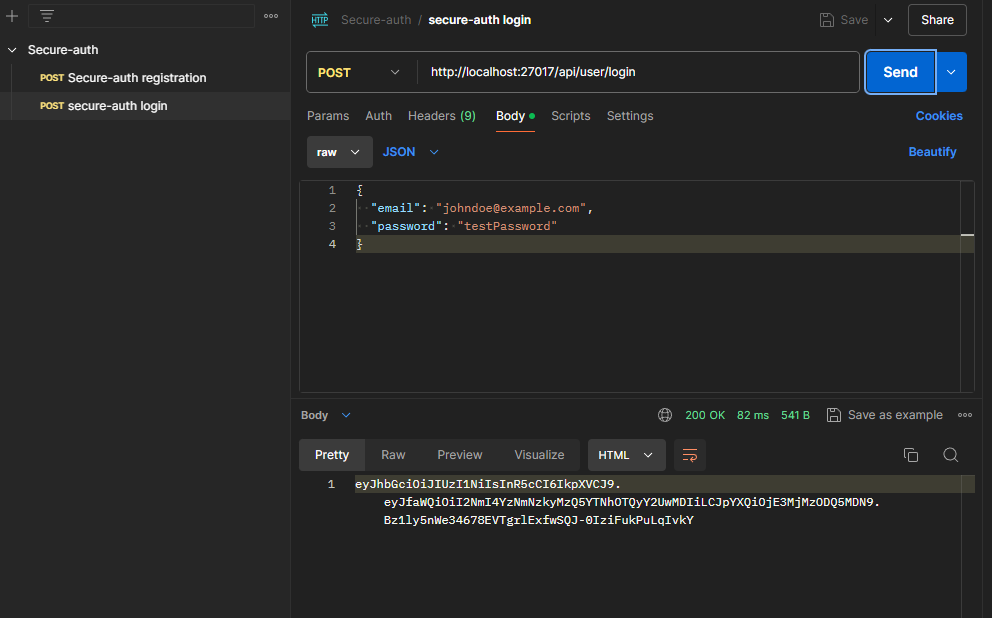 Secure-auth / secure-auth login
Save
Share
Secure-auth
POST Secure-auth registration
POST secure-auth login
POST
http://localhost:27017/api/user/login
Send
Params Auth Headers (9) Body Scripts Settings
Cookies
raw
JSON
Beautify
1 {
2 "email": "johndoe@example.com",
3 "password": "testPassword"
4 }
Body
200 OK 82 ms 541 B
Save as example
Pretty Raw Preview Visualize
HTML
1 eyJhbGciOiJIUzI1NiIsInR5cCI6IkpXVCJ9.
eyJfaWQiOiI2NmI4YzNmNzkyMzQ5YTNhOTQyY2UwMDIiLCJpYXQiOjE3MjMzODQ5MDN9.
Bz1ly5nWe34678EVTgrlExfwSQJ-0IziFukPuLqIvkY